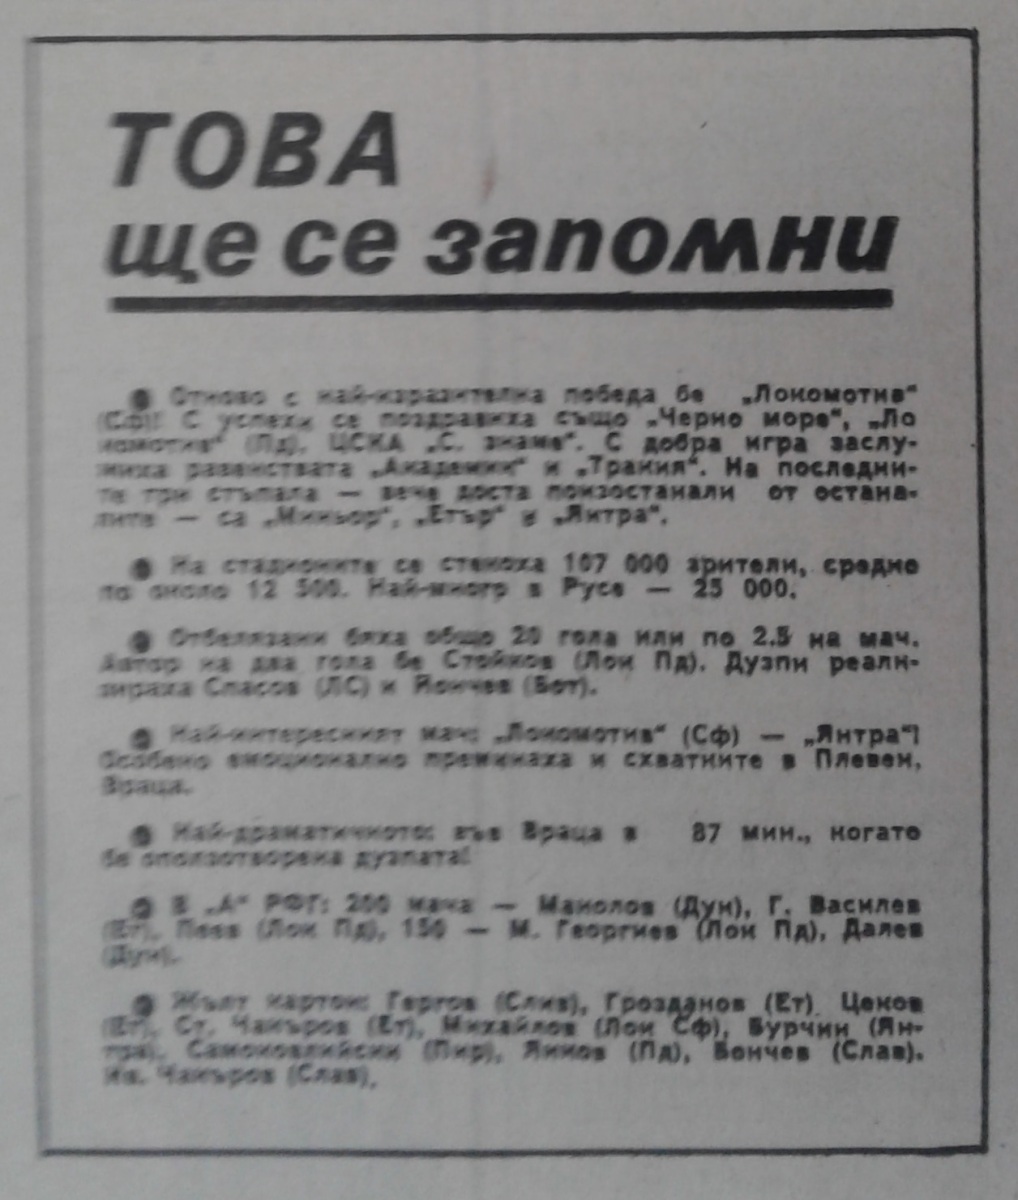 ТОВА
ще се запомни
● Отново с най-изразителна победа бе „Локомотив“
(Сф)! С успехи се поздравиха също „Черно море“, „Ло
комотив“ (Пд), ЦСКА „С. знаме“. С добра игра заслу-
жиха равенствата „Академик“ и „Тракия“. На последни-
те три стъпала — вече доста поизостанали от остана-
лите — са „Миньор“, „Етър“ и „Янтра“.
● На стадионите се стекоха 107 000 зрители, средно
по около 12 500. Най-много в Русе — 25 000.
● Отбелязани бяха общо 20 гола или по 2.5 на мач.
Автор на два гола бе Стойков (Лок Пд). Дузпи реали-
зираха Спасов (ЛС) и Йончев (Бот).
● Най-интересният мач: „Локомотив“ (Сф) — „Янтра“!
Особено емоционално преминаха и схватките в Плевен,
Враца.
● Най-драматичното: във Враца в 87 мин., когато
бе оползотворена дузпата!
● В „А“ РФГ: 200 мача — Манолов (Дун), Г. Василев
(Ет), Пеев (Лок Пд), 150 — М. Георгиев (Лок Пд), Далев
(Дун).
● Жълт картон: Гергов (Слив), Грозданов (Ет) Цеков
(Ет), Ст. Чакъров (Ет), Михайлов (Лок Сф), Бурчин (Ян-
тра), Самоковлийски (Пир), Янков (Пд), Бончев (Слав).
Ив. Чакъров (Слав),